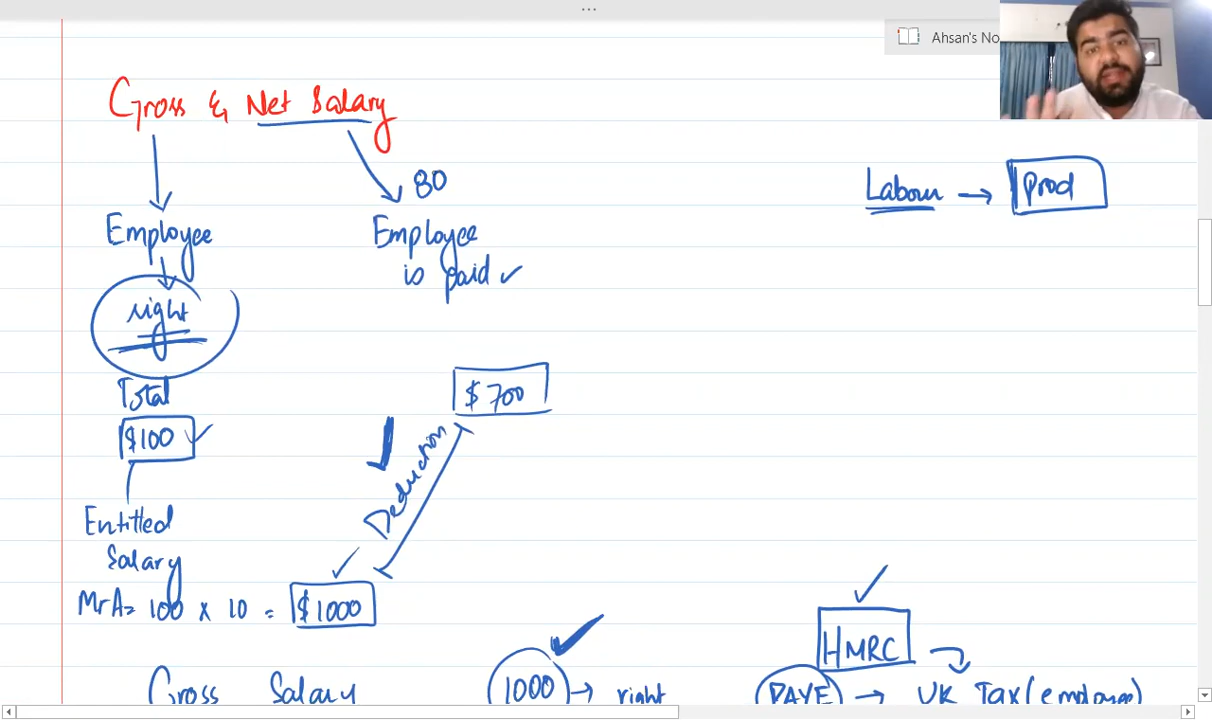 Ahsan's No
Gross & Net Salary
80
Labour → Prod
Employee
Employee
is paid ✓
right
Total
$ 700
$100 ✓
Deduction
Entitled
Salary
Mr A = 100 x 10 = $1000
HMRC
Gross Salary 1000 → right PAYE → UK Tax (employee)